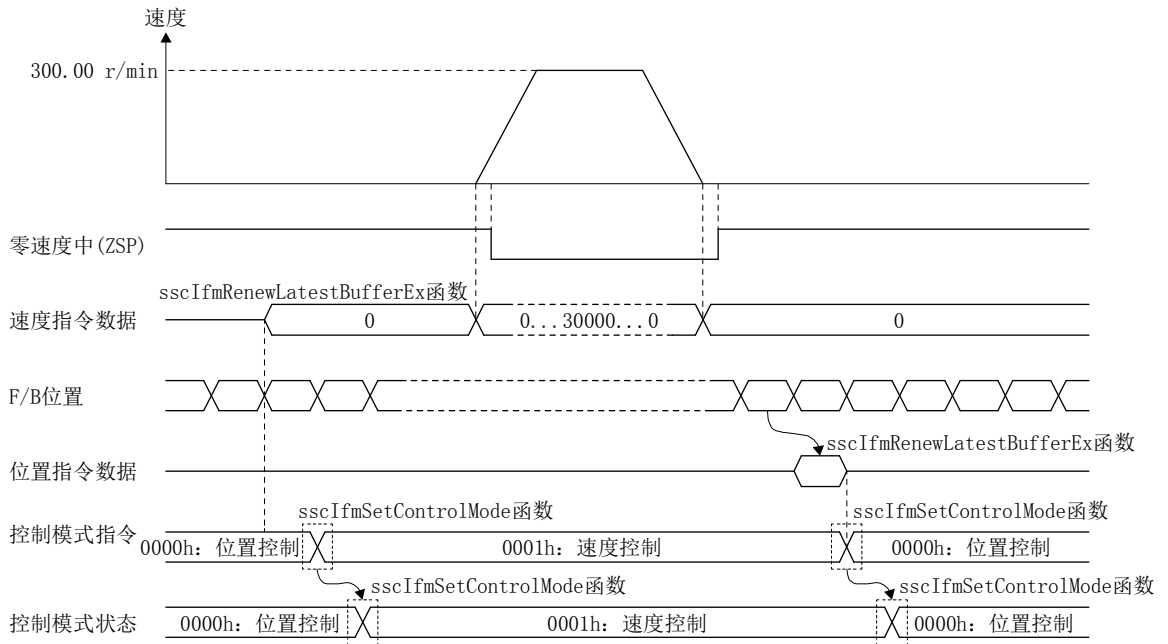 速度
300.00 r/min
零速度中(ZSP)
sscIfmRenewLatestBufferEx函数
速度指令数据
0
0...30000...0
0
F/B位置
sscIfmRenewLatestBufferEx函数
位置指令数据
sscIfmSetControlMode函数
sscIfmSetControlMode函数
控制模式指令
0000h: 位置控制
0001h: 速度控制
0000h: 位置控制
sscIfmSetControlMode函数
sscIfmSetControlMode函数
控制模式状态
0000h: 位置控制
0001h: 速度控制
0000h: 位置控制